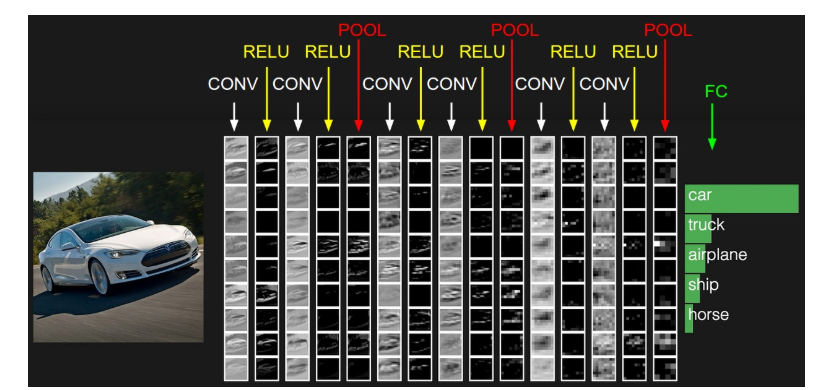 POOL POOL POOL
RELU RELU RELU RELU RELU RELU
CONV CONV CONV CONV CONV CONV
FC
car
truck
airplane
ship
horse